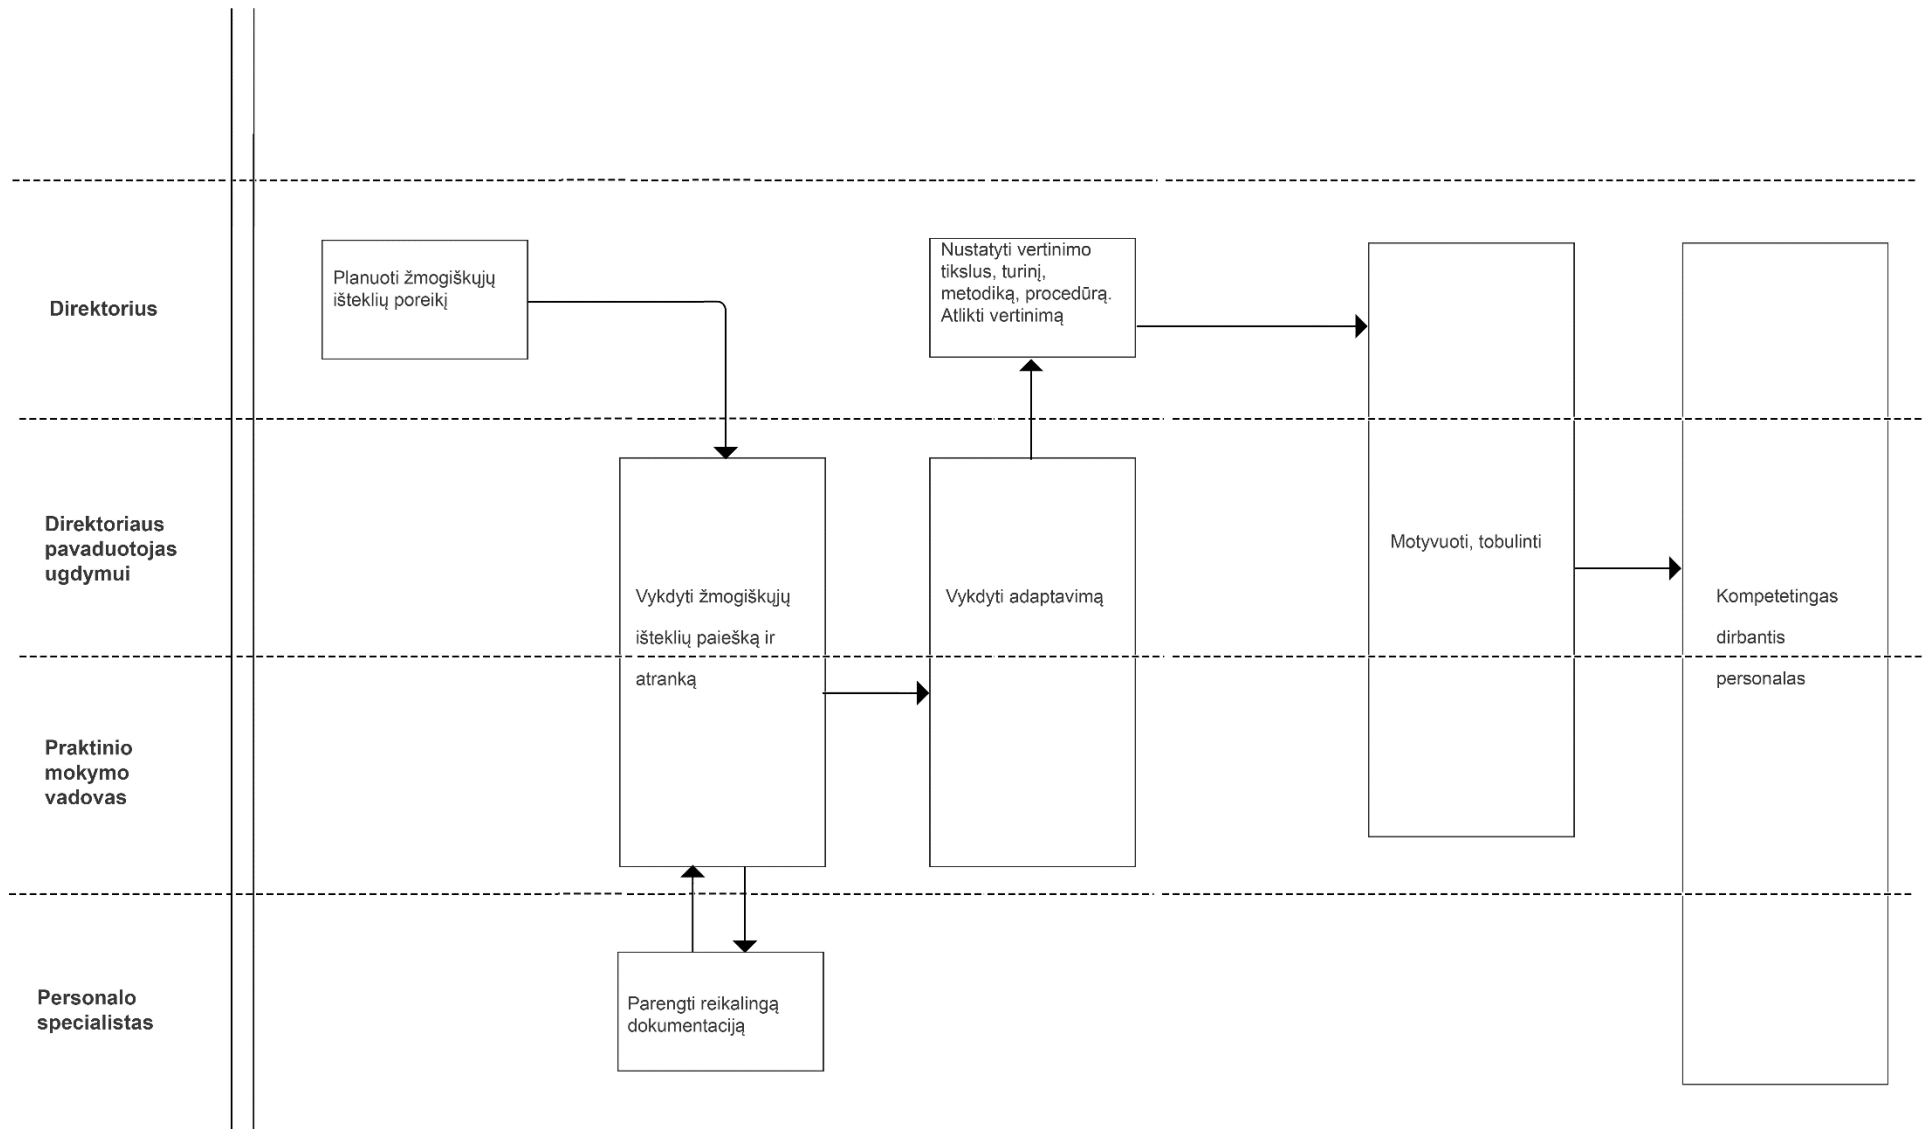 Direktorius
Planuoti žmogiškųjų
išteklių poreikį
Nustatyti vertinimo
tikslus, turinį,
metodiką, procedūrą.
Atlikti vertinimą
Direktoriaus
pavaduotojas
ugdymui
Vykdyti žmogiškųjų
išteklių paiešką ir
atranką
Vykdyti adaptavimą
Motyvuoti, tobulinti
Kompetetingas
dirbantis
personalas
Praktinio
mokymo
vadovas
Personalo
specialistas
Parengti reikalingą
dokumentaciją